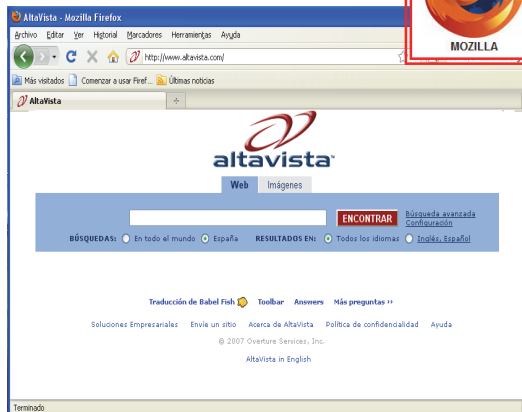 AltaVista - Mozilla Firefox
MOZILLA
Archivo Editar Ver Historial Marcadores Herramientas Ayuda
http://www.altavista.com/
Más visitados Comenzar a usar Firef... Últimas noticias
AltaVista
altavista
Web Imágenes
ENCONTRAR Búsqueda avanzada
Configuración
BÚSQUEDAS: En todo el mundo España RESULTADOS EN: Todos los idiomas Inglés, Español
Traducción de Babel Fish Toolbar Answers Más preguntas ››
Soluciones Empresariales Envíe un sitio Acerca de AltaVista Política de confidencialidad Ayuda
© 2007 Overture Services, Inc.
AltaVista in English
Terminado